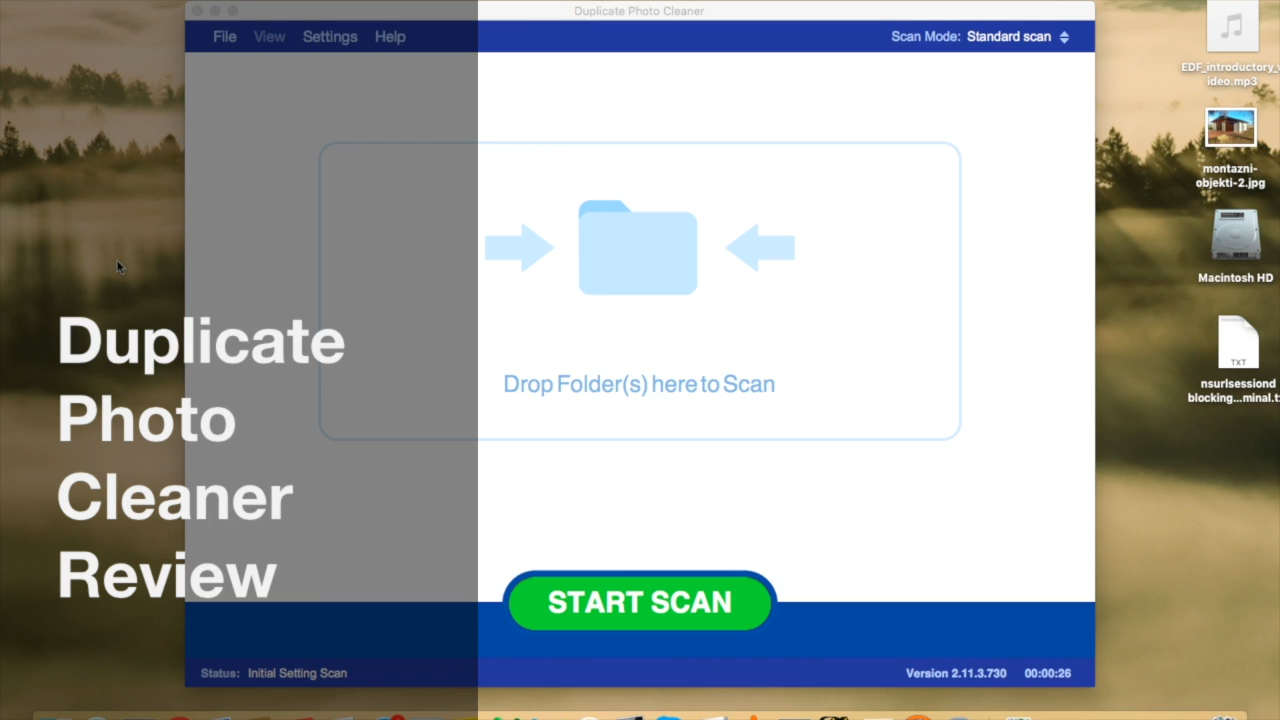 Duplicate Photo Cleaner
File View Settings Help
Scan Mode: Standard scan
EDF_introductory_v
ideo.mp3
montazni-
objekti-2.jpg
Macintosh HD
TXT
nsurlsessiond
blocking...minal.t
Drop Folder(s) here to Scan
Duplicate
Photo
Cleaner
Review
START SCAN
Status: Initial Setting Scan
Version 2.11.3.730 00:00:26